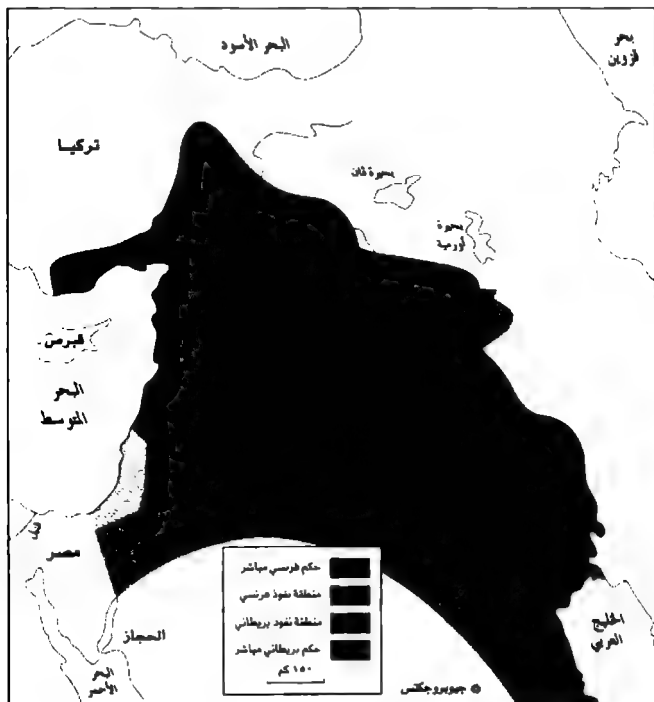 البحر الأسود
بحر
قزوين
تركيا
بحيرة فان
بحيرة
أورمية
قبرص
البحر
المتوسط
مصر
حكم فرنسي مباشر
منطقة نفوذ فرنسي
منطقة نفوذ بريطاني
حكم بريطاني مباشر
١٥٠ كم
الحجاز
الخليج
العربي
البحر
الأحمر
جيوبروجكتس